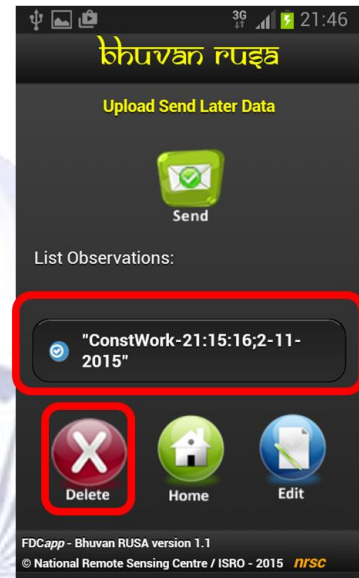 3G 21:46
bhuvan rusa
Upload Send Later Data
Send
List Observations:
"ConstWork-21:15:16;2-11-
2015"
Delete Home Edit
FDCapp - Bhuvan RUSA version 1.1
© National Remote Sensing Centre / ISRO - 2015 nrsc